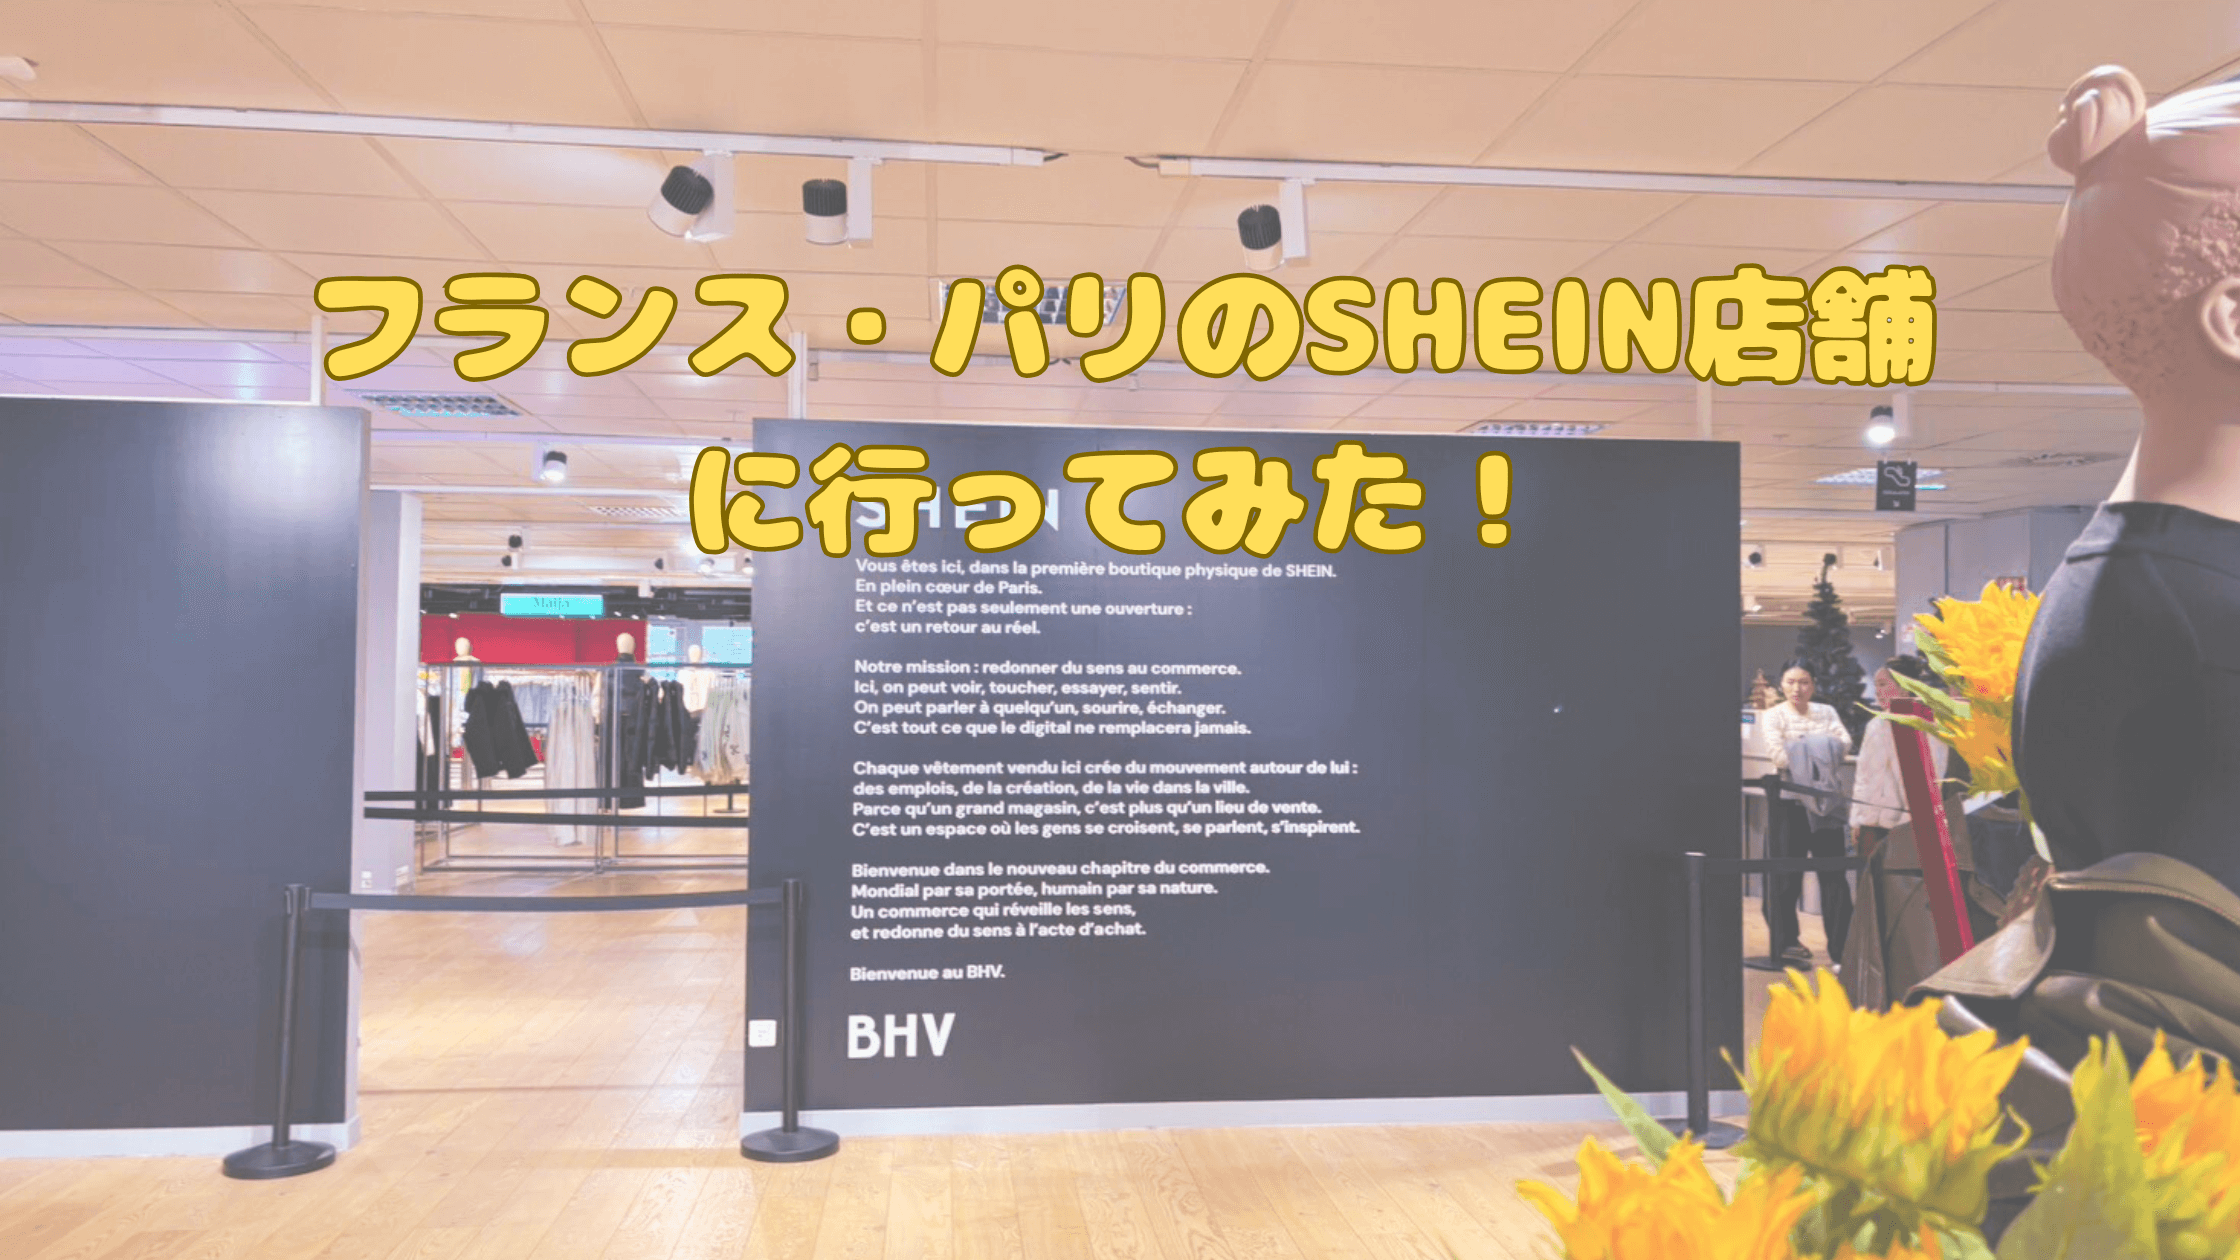 フランス・パリのSHEIN店舗
に行ってみた！
SHEIN
Vous êtes ici, dans la première boutique physique de SHEIN.
En plein cœur de Paris.
Et ce n'est pas seulement une ouverture :
c'est un retour au réel.
Notre mission : redonner du sens au commerce.
Ici, on peut voir, toucher, essayer, sentir.
On peut parler à quelqu'un, sourire, échanger.
C'est tout ce que le digital ne remplacera jamais.
Chaque vêtement vendu ici crée du mouvement autour de lui :
des emplois, de la création, de la vie dans la ville.
Parce qu'un grand magasin, c'est plus qu'un lieu de vente.
C'est un espace où les gens se croisent, se parlent, s'inspirent.
Bienvenue dans le nouveau chapitre du commerce.
Mondial par sa portée, humain par sa nature.
Un commerce qui réveille les sens,
et redonne du sens à l'acte d'achat.
Bienvenue au BHV.
BHV